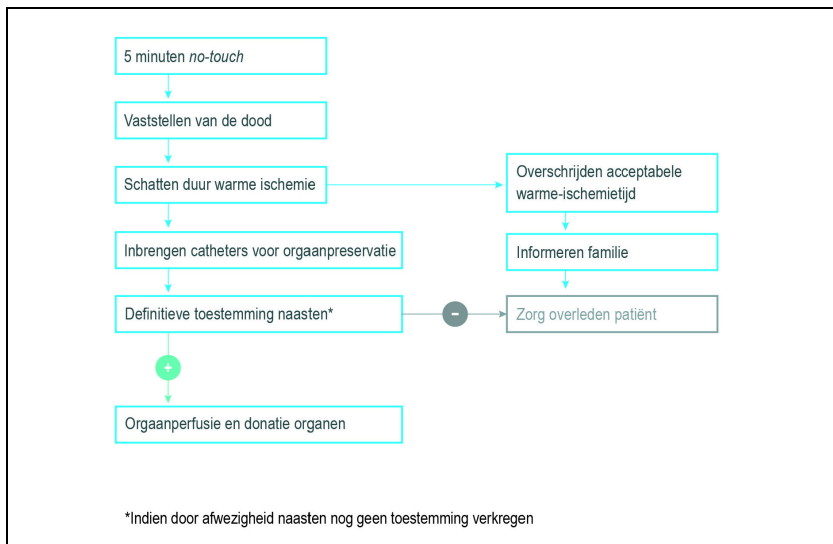 5 minuten no-touch
Vaststellen van de dood
Schatten duur warme ischemie
Overschrijden acceptabele
warme-ischemietijd
Inbrengen catheters voor orgaanpreservatie
Informeren familie
Definitieve toestemming naasten*
-
Zorg overleden patiënt
+
Orgaanperfusie en donatie organen
*Indien door afwezigheid naasten nog geen toestemming verkregen